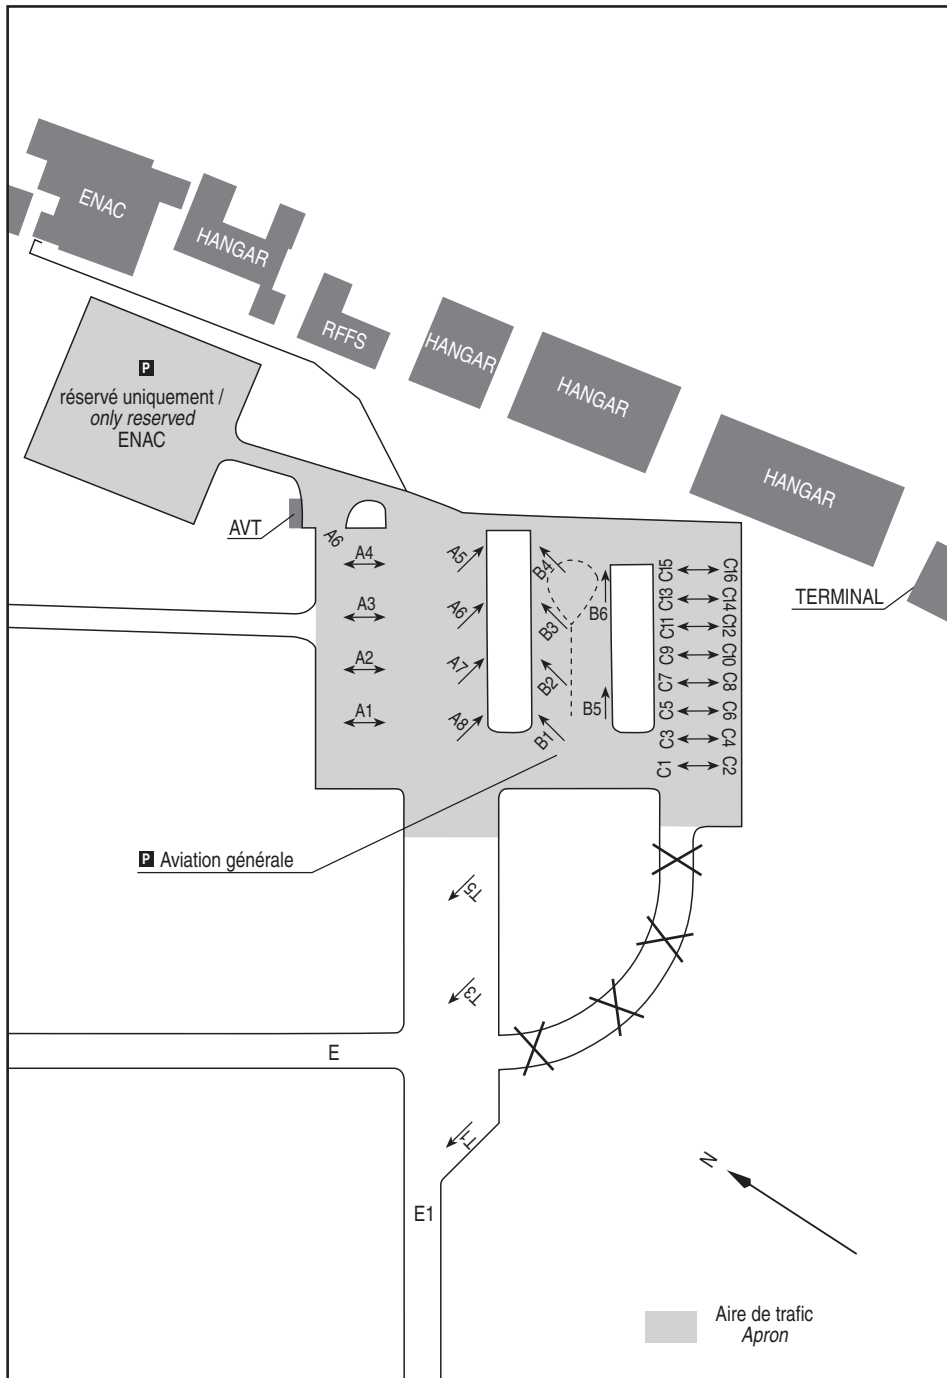 ENAC
HANGAR
RFFS
HANGAR
HANGAR
HANGAR
TERMINAL
P
réservé uniquement /
only reserved
ENAC
AVT
A6
A4
A3
A2
A1
A5
A6
A7
A8
B4
B3
B2
B1
B6
B5
C15
C16
C13
C14
C11
C12
C9
C10
C7
C8
C5
C6
C3
C4
C1
C2
P Aviation générale
T5
T3
E
T1
E1
N
Aire de trafic
Apron